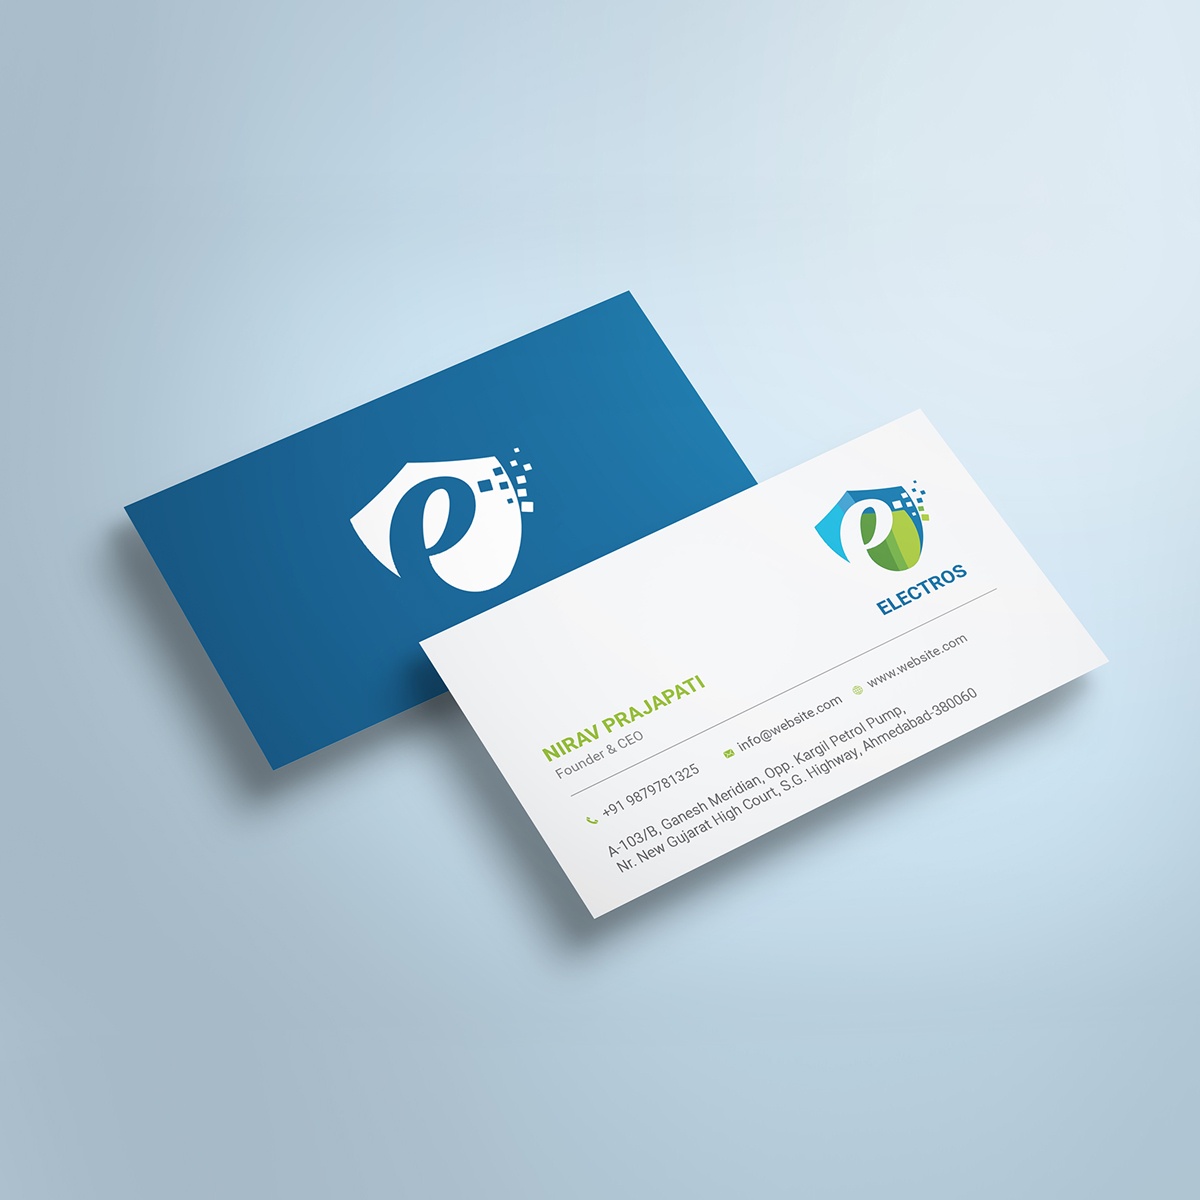 e
e
ELECTROS
NIRAV PRAJAPATI
Founder & CEO
+91 9879781325
info@website.com
www.website.com
A-103/B, Ganesh Meridian, Opp. Kargil Petrol Pump,
Nr. New Gujarat High Court, S.G. Highway, Ahmedabad-380060